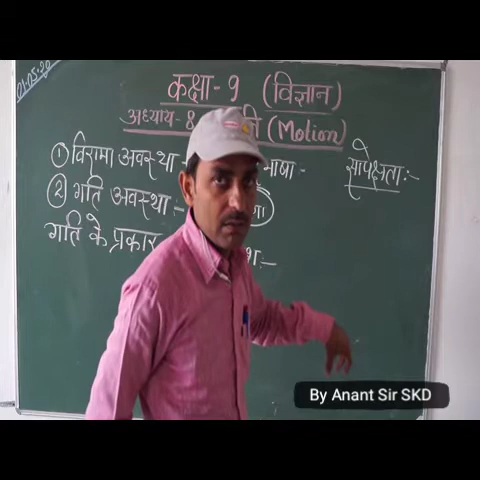 01.05.20
कक्षा - 9 (विज्ञान)
अध्याय - 8 (Motion)
① विरामा अवस्था - भाषा :-
सापेक्षता :-
② गति अवस्था :-
गति के प्रकार
By Anant Sir SKD